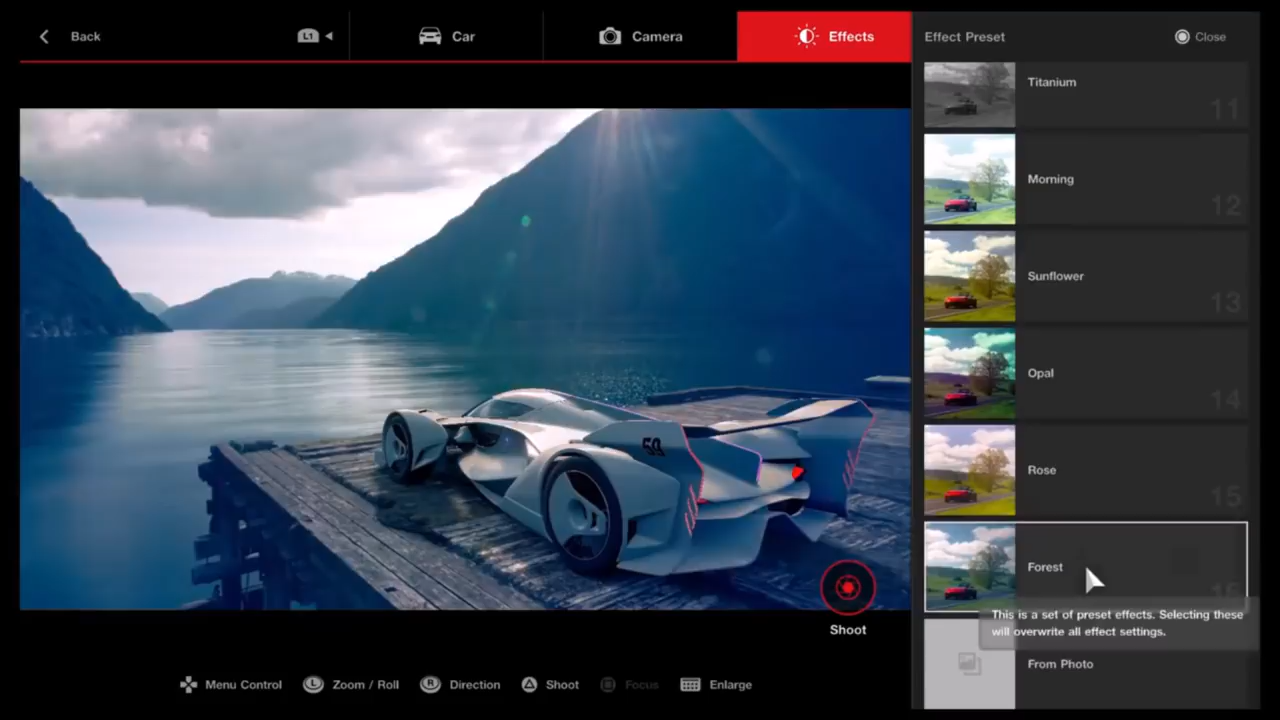 Back
L1
Car
Camera
Effects
Effect Preset
Close
Titanium
11
Morning
12
Sunflower
13
Opal
14
Rose
15
Forest
16
This is a set of preset effects. Selecting these
will overwrite all effect settings.
From Photo
Shoot
Menu Control
L
Zoom / Roll
R
Direction
Shoot
Focus
Enlarge